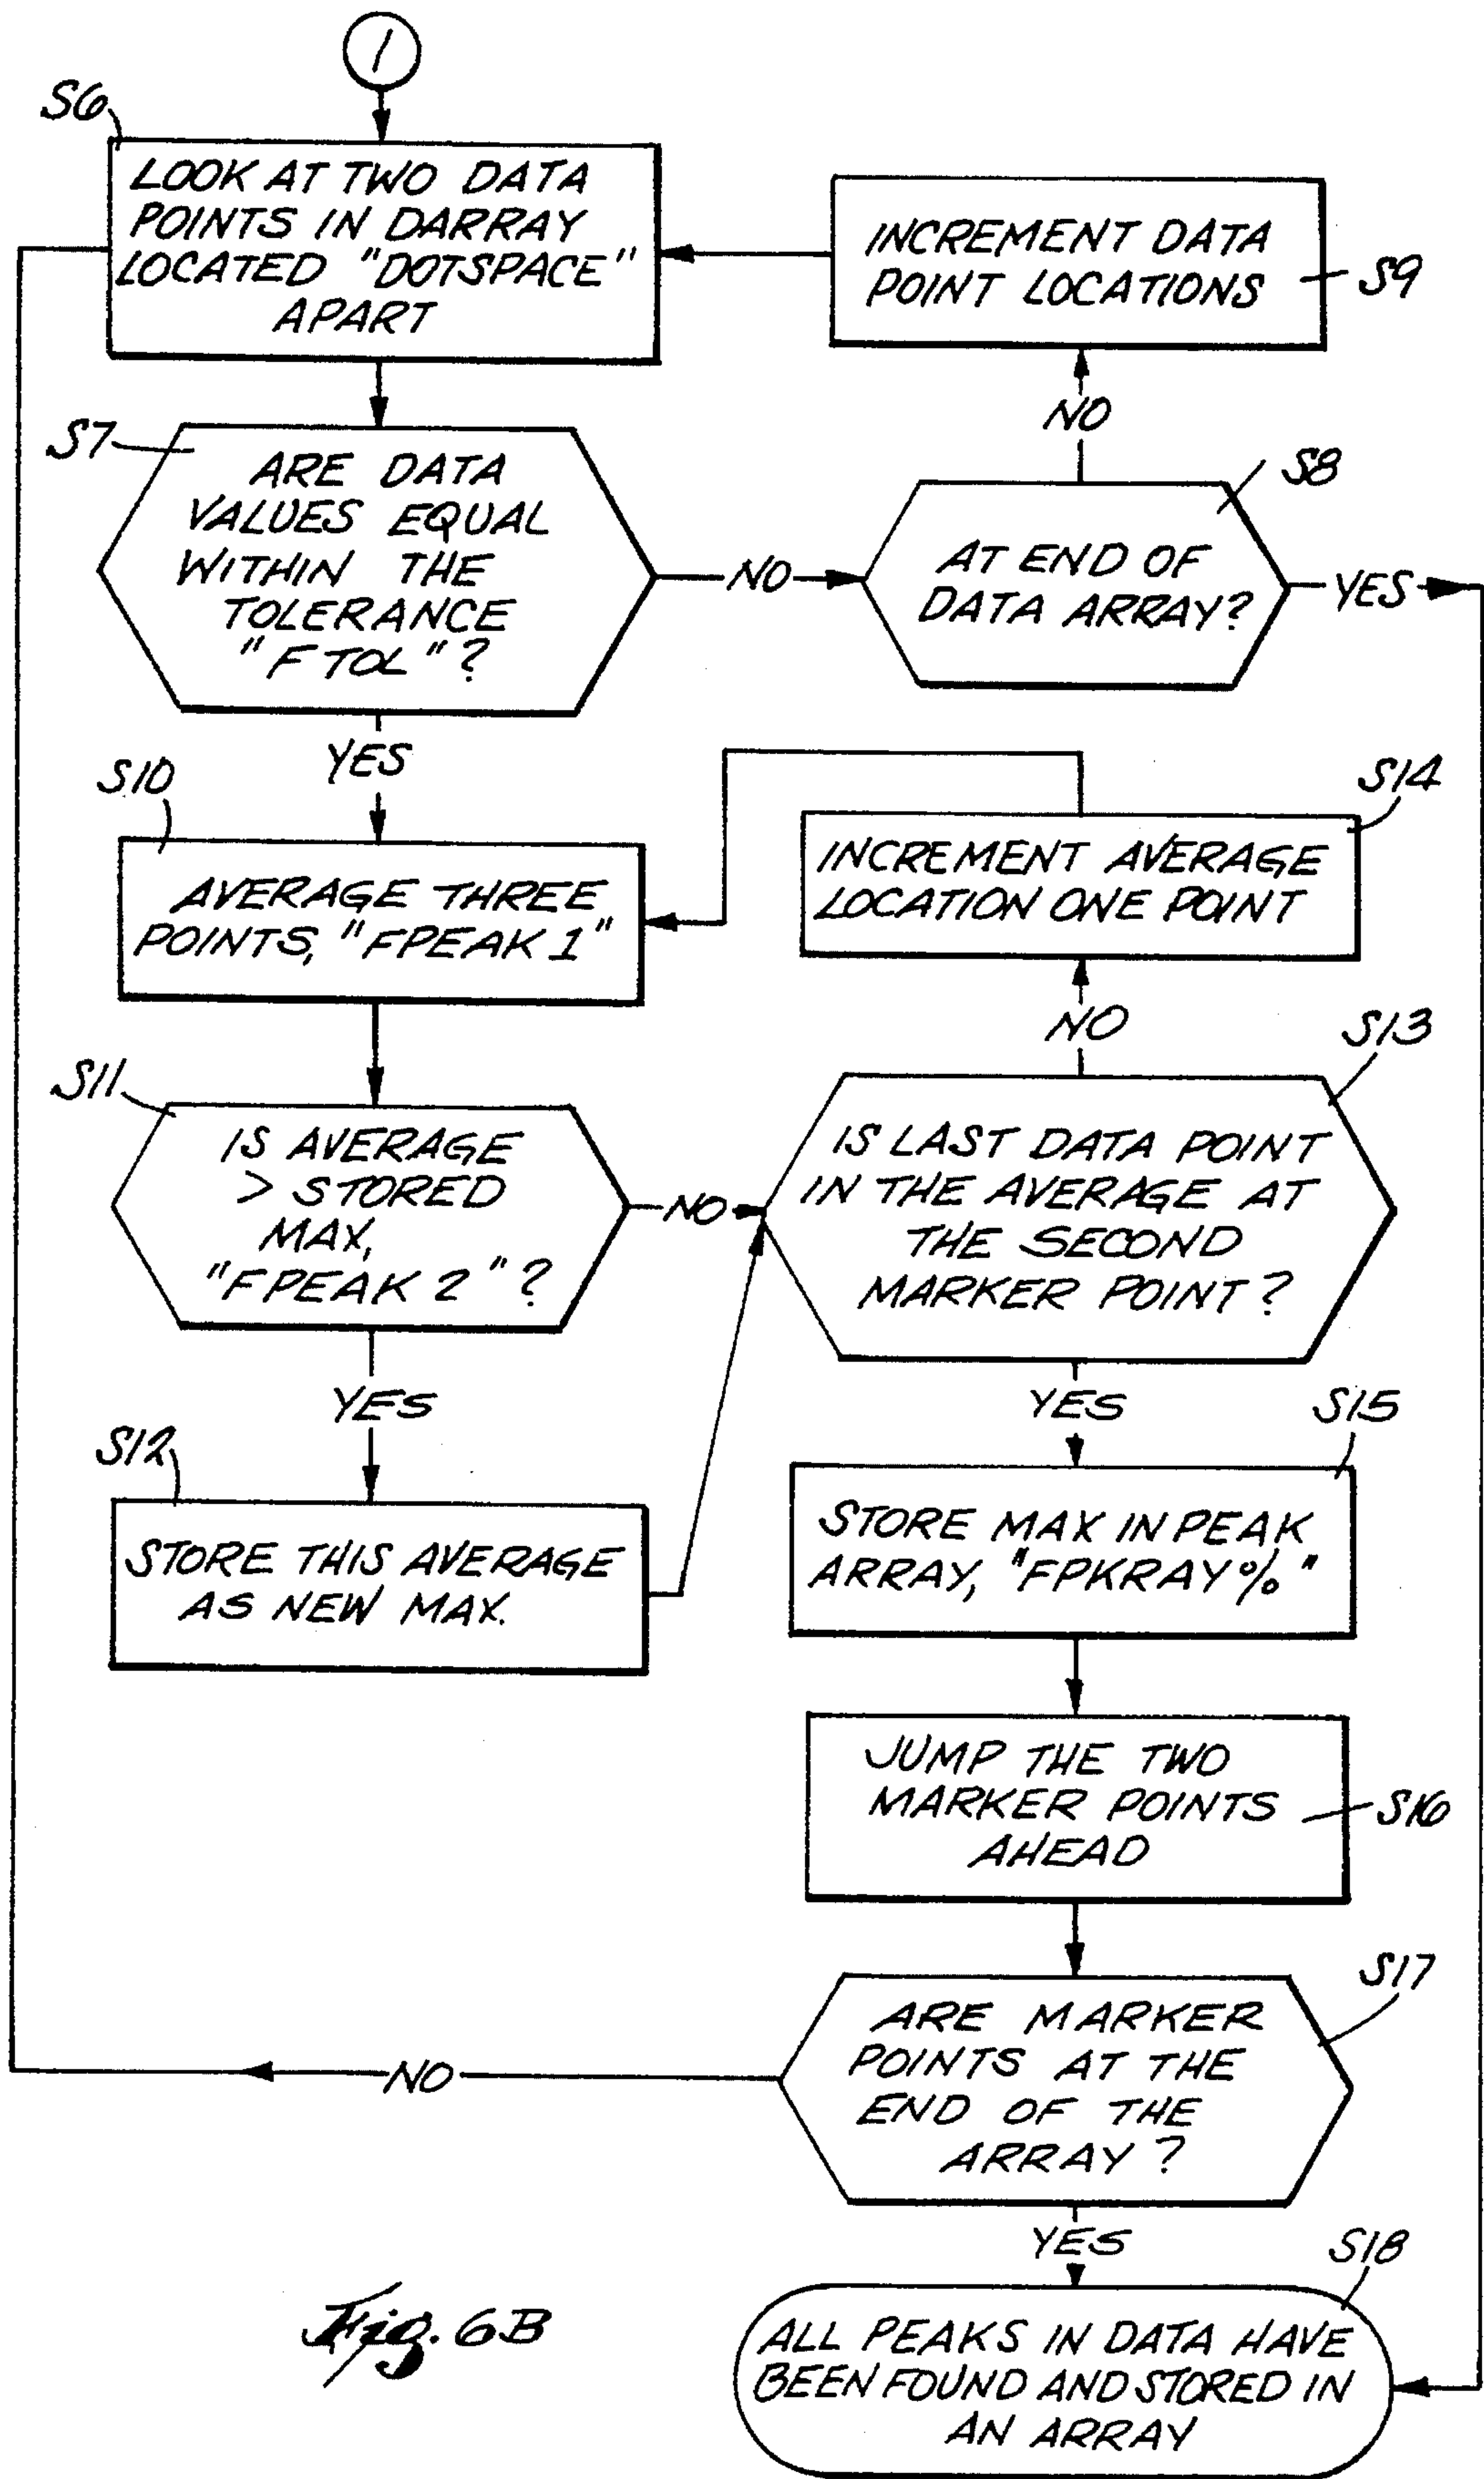 1
S6
LOOK AT TWO DATA
POINTS IN DARRAY
LOCATED "DOTSPACE"
APART
INCREMENT DATA
POINT LOCATIONS
S9
NO
S7
ARE DATA
VALUES EQUAL
WITHIN THE
TOLERANCE
"FTOL"?
NO
S8
AT END OF
DATA ARRAY?
YES
YES
S10
AVERAGE THREE
POINTS, "FPEAK 1"
S14
INCREMENT AVERAGE
LOCATION ONE POINT
NO
S11
IS AVERAGE
> STORED
MAX,
"FPEAK 2"?
NO
S13
IS LAST DATA POINT
IN THE AVERAGE AT
THE SECOND
MARKER POINT?
YES
YES
S12
STORE THIS AVERAGE
AS NEW MAX.
S15
STORE MAX IN PEAK
ARRAY, "FPKRAY%"
JUMP THE TWO
MARKER POINTS
AHEAD
S16
S17
ARE MARKER
POINTS AT THE
END OF THE
ARRAY?
NO
YES
S18
ALL PEAKS IN DATA HAVE
BEEN FOUND AND STORED IN
AN ARRAY
Fig. 6B